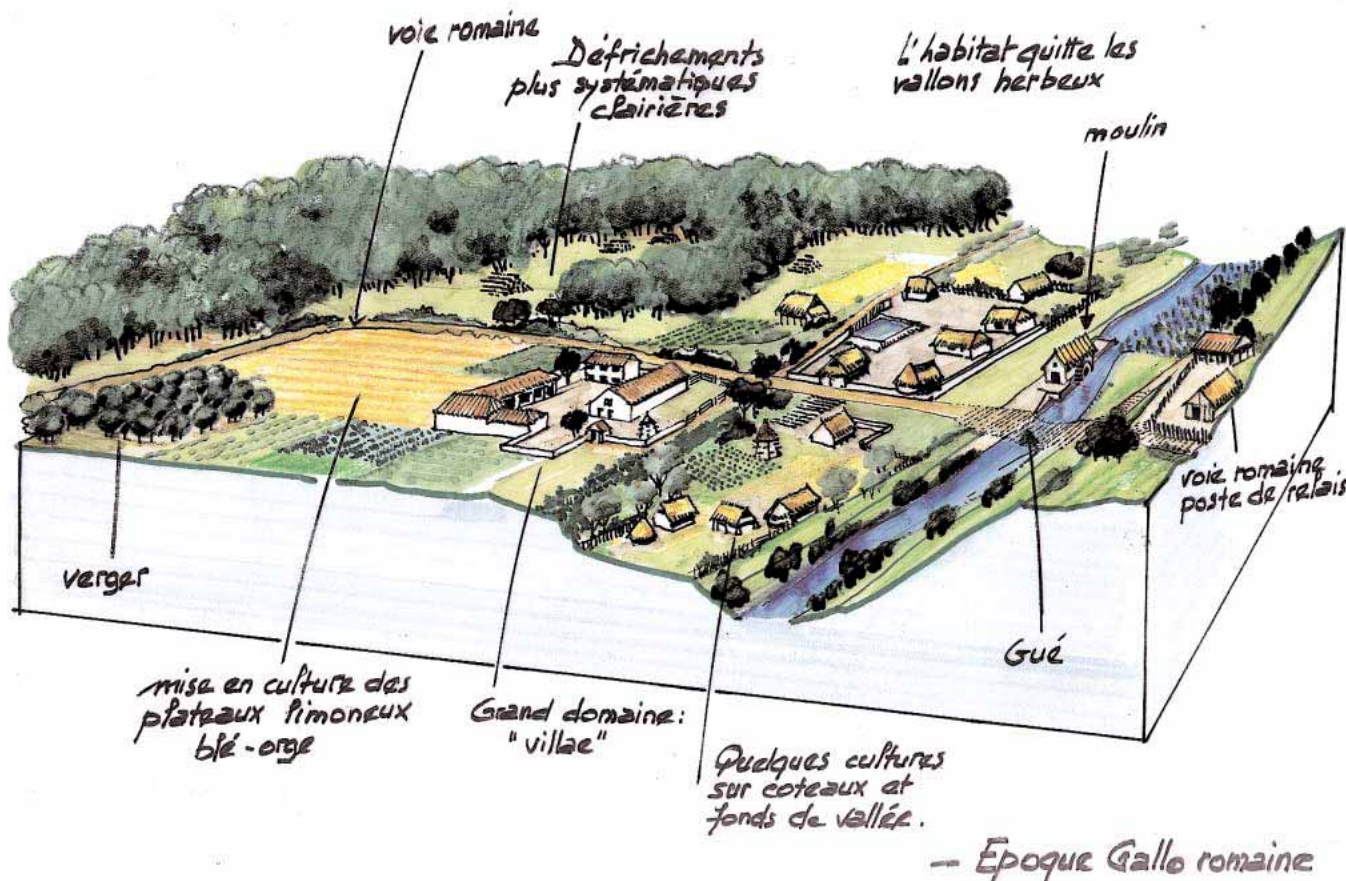 voie romaine
Défrichements
plus systématiques
clairières
L'habitat quitte les
vallons herbeux
moulin
voie romaine
poste de relais
verger
Gué
mise en culture des
plateaux limoneux
blé-orge
Grand domaine:
"villae"
Quelques cultures
sur coteaux et
fonds de vallée.
— Epoque Gallo romaine